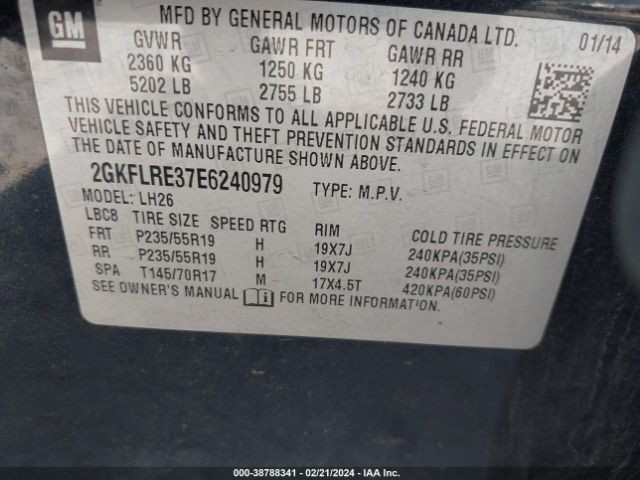 GM
MFD BY GENERAL MOTORS OF CANADA LTD.
01/14
GVWR GAWR FRT GAWR RR
2360 KG 1250 KG 1240 KG
5202 LB 2755 LB 2733 LB
THIS VEHICLE CONFORMS TO ALL APPLICABLE U.S. FEDERAL MOTOR
VEHICLE SAFETY AND THEFT PREVENTION STANDARDS IN EFFECT ON
THE DATE OF MANUFACTURE SHOWN ABOVE.
2GKFLRE37E6240979 TYPE: M.P.V.
MODEL: LH26
LBC8 TIRE SIZE SPEED RTG RIM COLD TIRE PRESSURE
FRT P235/55R19 H 19X7J 240KPA(35PSI)
RR P235/55R19 H 19X7J 240KPA(35PSI)
SPA T145/70R17 M 17X4.5T 420KPA(60PSI)
SEE OWNER'S MANUAL FOR MORE INFORMATION.
000-38788341 - 02/21/2024 - IAA Inc.